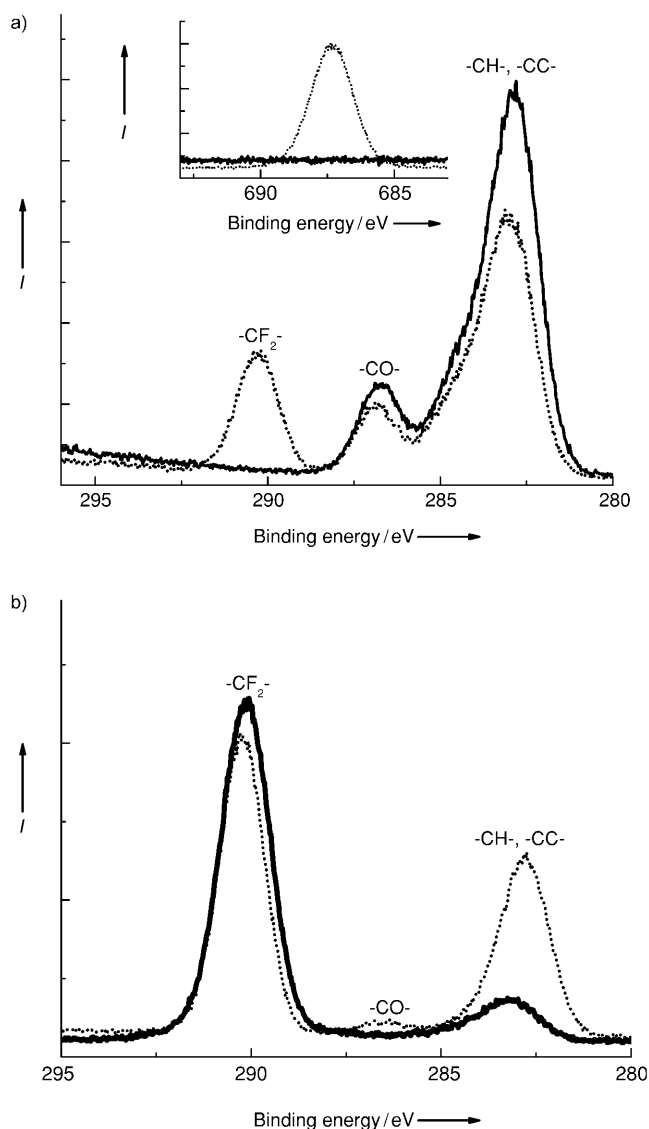 a)
-CH-, -CC-
I
690 685
Binding energy/eV
I
-CF2-
-CO-
295 290 285 280
Binding energy/eV
b)
-CF2-
-CH-, -CC-
I
-CO-
295 290 285 280
Binding energy/eV